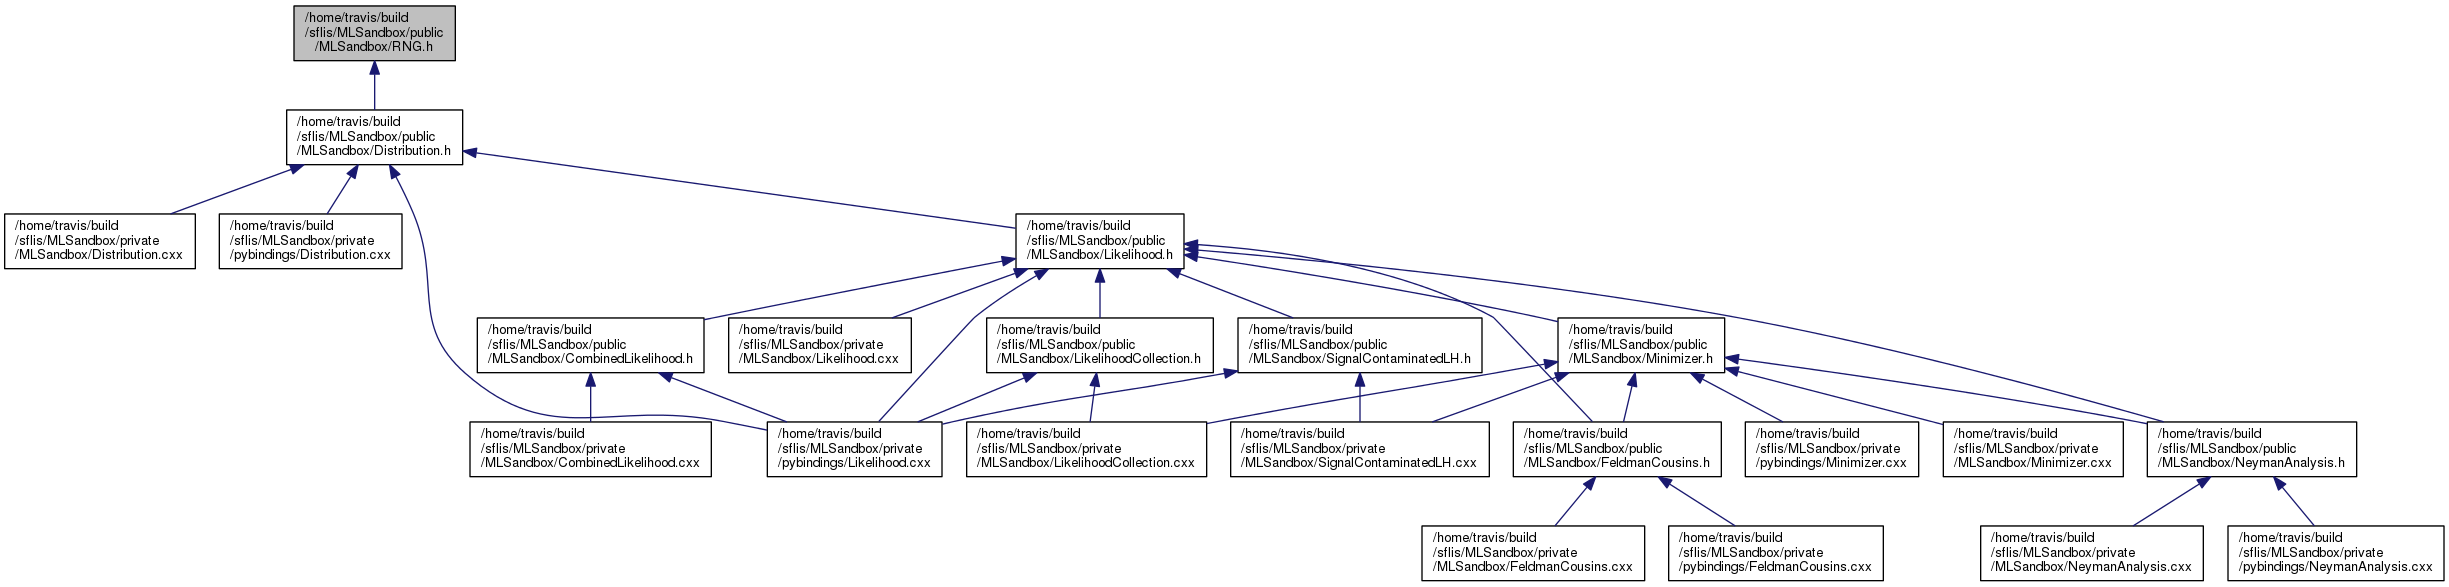 /home/travis/build
/sflis/MLSandbox/public
/MLSandbox/RNG.h
/home/travis/build
/sflis/MLSandbox/public
/MLSandbox/Distribution.h
/home/travis/build
/sflis/MLSandbox/private
/MLSandbox/Distribution.cxx
/home/travis/build
/sflis/MLSandbox/private
/pybindings/Distribution.cxx
/home/travis/build
/sflis/MLSandbox/public
/MLSandbox/Likelihood.h
/home/travis/build
/sflis/MLSandbox/public
/MLSandbox/CombinedLikelihood.h
/home/travis/build
/sflis/MLSandbox/private
/MLSandbox/Likelihood.cxx
/home/travis/build
/sflis/MLSandbox/public
/MLSandbox/LikelihoodCollection.h
/home/travis/build
/sflis/MLSandbox/public
/MLSandbox/SignalContaminatedLH.h
/home/travis/build
/sflis/MLSandbox/public
/MLSandbox/Minimizer.h
/home/travis/build
/sflis/MLSandbox/private
/MLSandbox/CombinedLikelihood.cxx
/home/travis/build
/sflis/MLSandbox/private
/pybindings/Likelihood.cxx
/home/travis/build
/sflis/MLSandbox/private
/MLSandbox/LikelihoodCollection.cxx
/home/travis/build
/sflis/MLSandbox/private
/MLSandbox/SignalContaminatedLH.cxx
/home/travis/build
/sflis/MLSandbox/public
/MLSandbox/FeldmanCousins.h
/home/travis/build
/sflis/MLSandbox/private
/pybindings/Minimizer.cxx
/home/travis/build
/sflis/MLSandbox/private
/MLSandbox/Minimizer.cxx
/home/travis/build
/sflis/MLSandbox/public
/MLSandbox/NeymanAnalysis.h
/home/travis/build
/sflis/MLSandbox/private
/MLSandbox/FeldmanCousins.cxx
/home/travis/build
/sflis/MLSandbox/private
/pybindings/FeldmanCousins.cxx
/home/travis/build
/sflis/MLSandbox/private
/MLSandbox/NeymanAnalysis.cxx
/home/travis/build
/sflis/MLSandbox/private
/pybindings/NeymanAnalysis.cxx